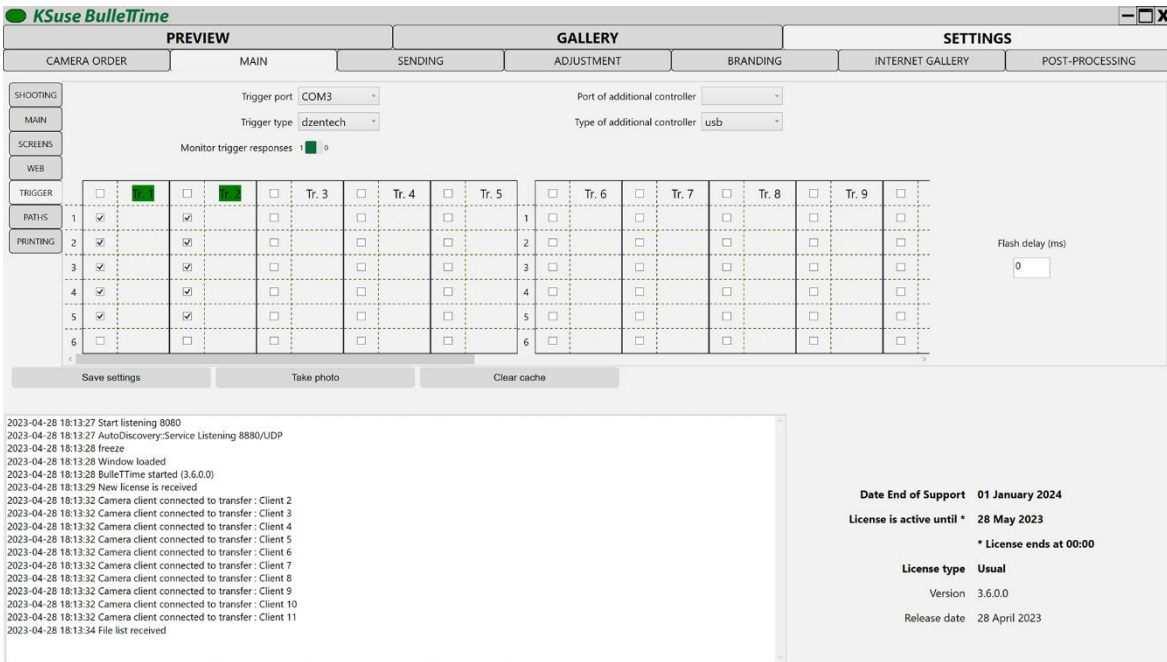 KSuse BulleTTime
PREVIEW GALLERY SETTINGS
CAMERA ORDER MAIN SENDING ADJUSTMENT BRANDING INTERNET GALLERY POST-PROCESSING
SHOOTING
MAIN
SCREENS
WEB
TRIGGER
PATHS
PRINTING
Trigger port COM3 Port of additional controller
Trigger type dzentech Type of additional controller usb
Monitor trigger responses 1 0
Tr. 1 Tr. 2 Tr. 3 Tr. 4 Tr. 5 Tr. 6 Tr. 7 Tr. 8 Tr. 9
1 1
2 2
3 3
4 4
5 5
6 6
Flash delay (ms)
0
Save settings Take photo Clear cache
2023-04-28 18:13:27 Start listening 8080
2023-04-28 18:13:27 AutoDiscovery::Service Listening 8880/UDP
2023-04-28 18:13:28 freeze
2023-04-28 18:13:28 Window loaded
2023-04-28 18:13:28 BulleTTime started (3.6.0.0)
2023-04-28 18:13:29 New license is received
2023-04-28 18:13:32 Camera client connected to transfer : Client 2
2023-04-28 18:13:32 Camera client connected to transfer : Client 3
2023-04-28 18:13:32 Camera client connected to transfer : Client 4
2023-04-28 18:13:32 Camera client connected to transfer : Client 5
2023-04-28 18:13:32 Camera client connected to transfer : Client 6
2023-04-28 18:13:32 Camera client connected to transfer : Client 7
2023-04-28 18:13:32 Camera client connected to transfer : Client 8
2023-04-28 18:13:32 Camera client connected to transfer : Client 9
2023-04-28 18:13:32 Camera client connected to transfer : Client 10
2023-04-28 18:13:32 Camera client connected to transfer : Client 11
2023-04-28 18:13:34 File list received
Date End of Support 01 January 2024
License is active until * 28 May 2023
* License ends at 00:00
License type Usual
Version 3.6.0.0
Release date 28 April 2023